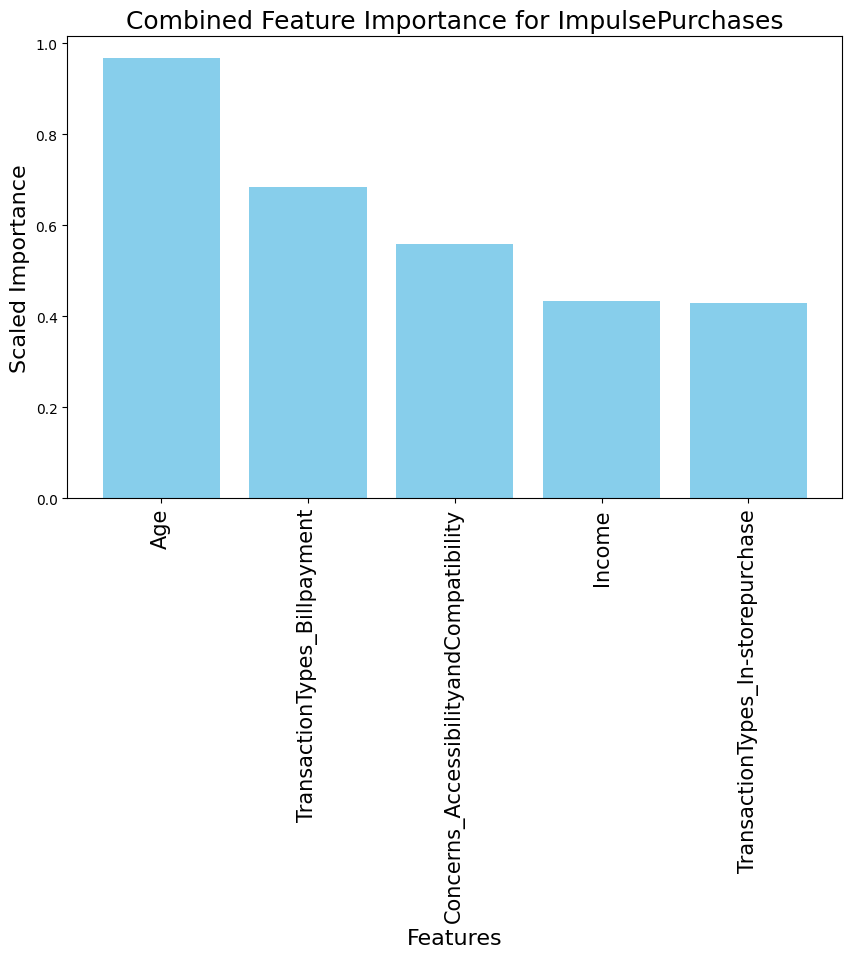 Combined Feature Importance for ImpulsePurchases
Scaled Importance
1.0
0.8
0.6
0.4
0.2
0.0
Age
TransactionTypes_Billpayment
Concerns_AccessibilityandCompatibility
Income
TransactionTypes_In-storepurchase
Features